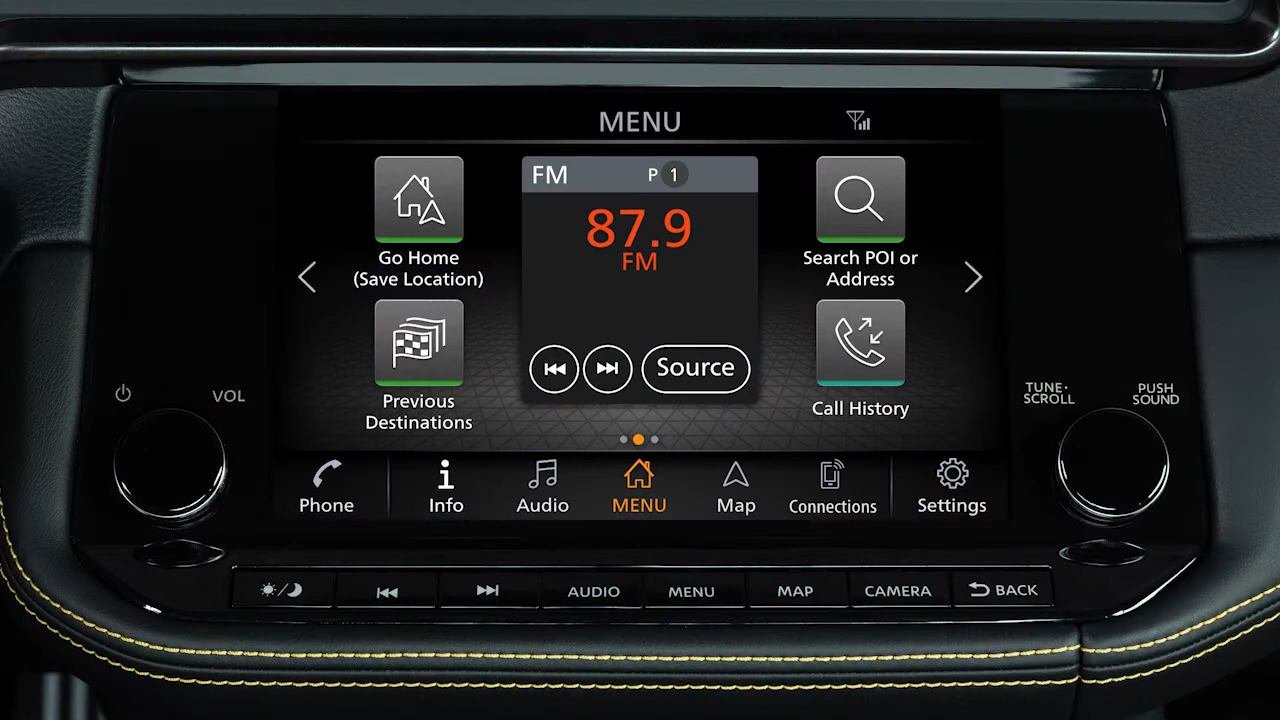 MENU
FM P 1
87.9
FM
Source
Go Home
(Save Location)
Previous
Destinations
Search POI or
Address
Call History
VOL
TUNE·
SCROLL
PUSH
SOUND
Phone
Info
Audio
MENU
Map
Connections
Settings
AUDIO
MENU
MAP
CAMERA
BACK